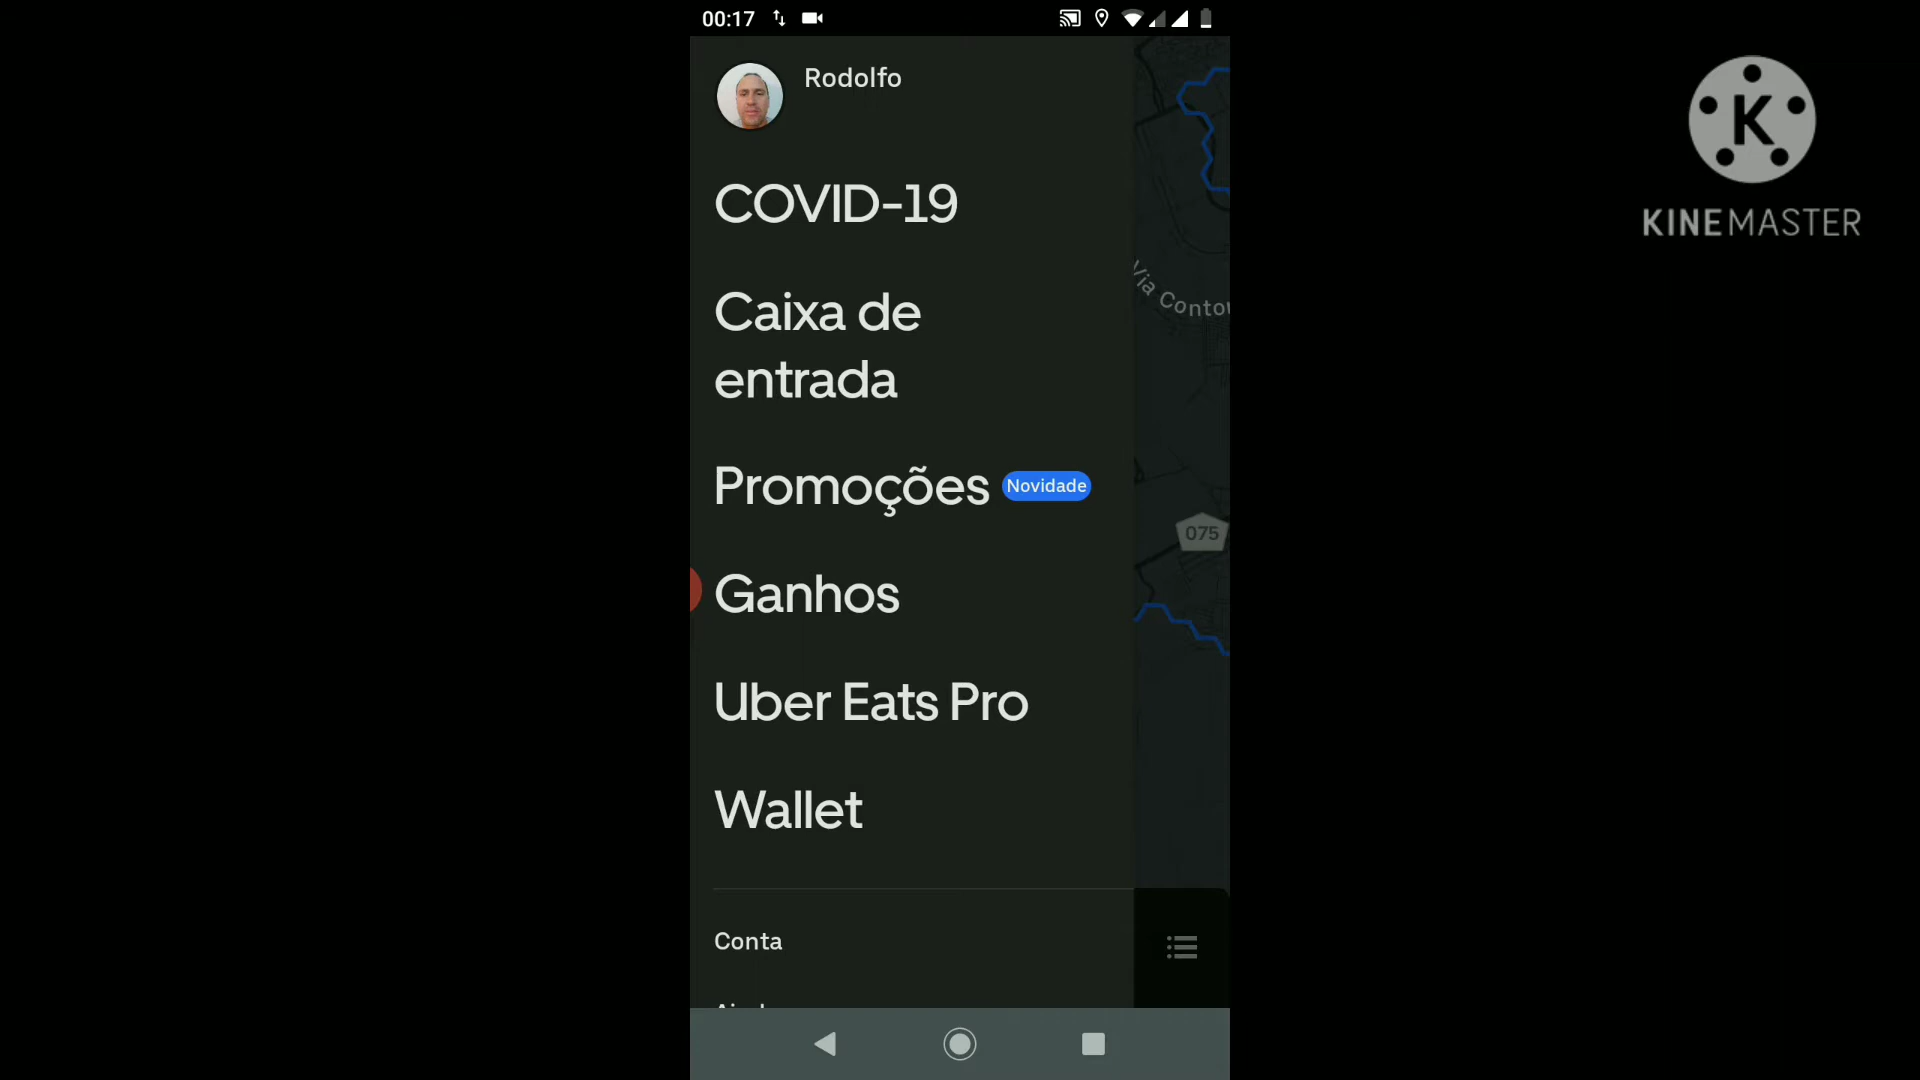 00:17
Rodolfo
COVID-19
Caixa de
entrada
Promoções Novidade
Ganhos
Uber Eats Pro
Wallet
Conta
Via Contou
075
K
KINEMASTER